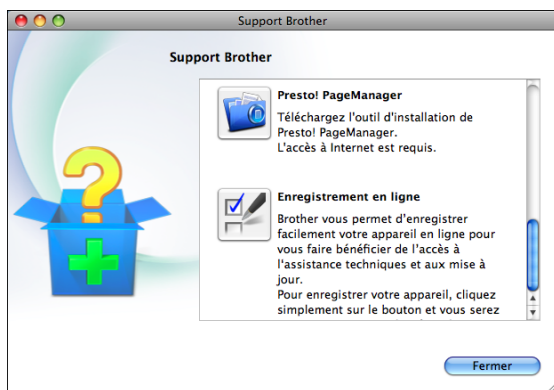 Support Brother
Support Brother
Presto! PageManager
Téléchargez l'outil d'installation de
Presto! PageManager.
L'accès à Internet est requis.
Enregistrement en ligne
Brother vous permet d'enregistrer
facilement votre appareil en ligne pour
vous faire bénéficier de l'accès à
l'assistance techniques et aux mise à
jour.
Pour enregistrer votre appareil, cliquez
simplement sur le bouton et vous serez
Fermer